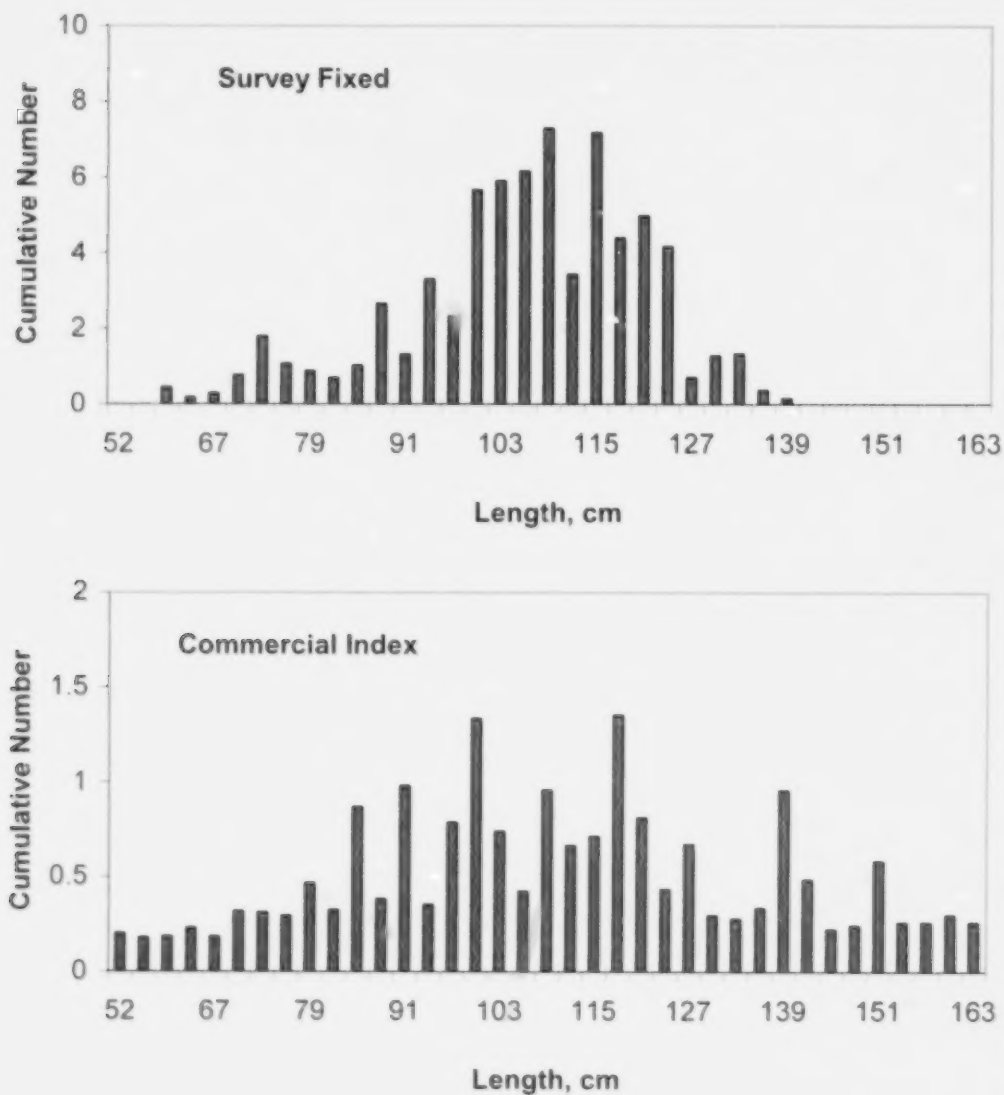 Survey Fixed
Cumulative Number
10
8
6
4
2
0
52 67 79 91 103 115 127 139 151 163
Length, cm
Commercial Index
Cumulative Number
2
1.5
1
0.5
0
52 67 79 91 103 115 127 139 151 163
Length, cm